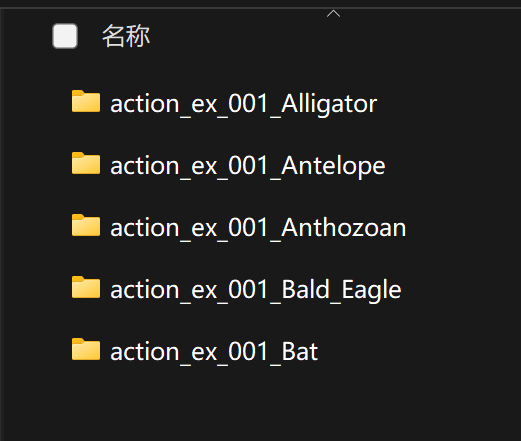 名称
action_ex_001_Alligator
action_ex_001_Antelope
action_ex_001_Anthozoan
action_ex_001_Bald_Eagle
action_ex_001_Bat